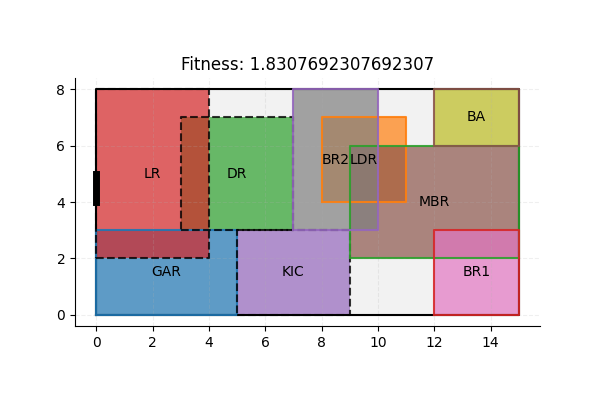 Fitness: 1.8307692307692307
8
6
4
2
0
BA
LR
DR
BR2
LDR
MBR
GAR
KIC
BR1
0 2 4 6 8 10 12 14